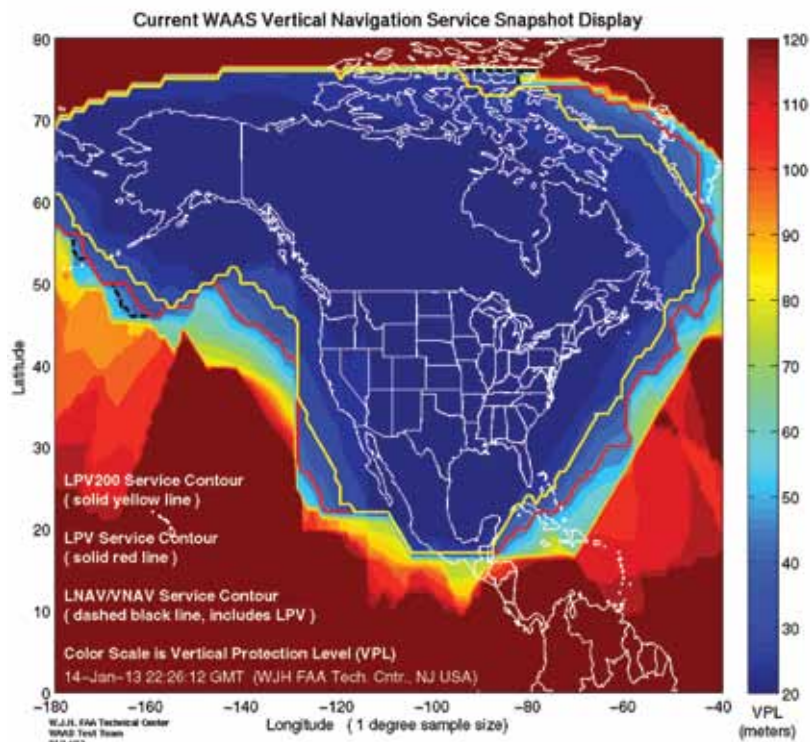 Current WAAS Vertical Navigation Service Snapshot Display
80
70
60
50
40
30
20
10
0
Latitude
LPV200 Service Contour
( solid yellow line )
LPV Service Contour
( solid red line )
LNAV/VNAV Service Contour
( dashed black line, includes LPV )
Color Scale is Vertical Protection Level (VPL)
14-Jan-13 22:26:12 GMT (WJH FAA Tech. Cntr., NJ USA)
-180 -160 -140 -120 -100 -80 -60 -40
Longitude ( 1 degree sample size)
W.J.H. FAA Technical Center
WAAS Test Team
120
110
100
90
80
70
60
50
40
30
20
VPL
(meters)